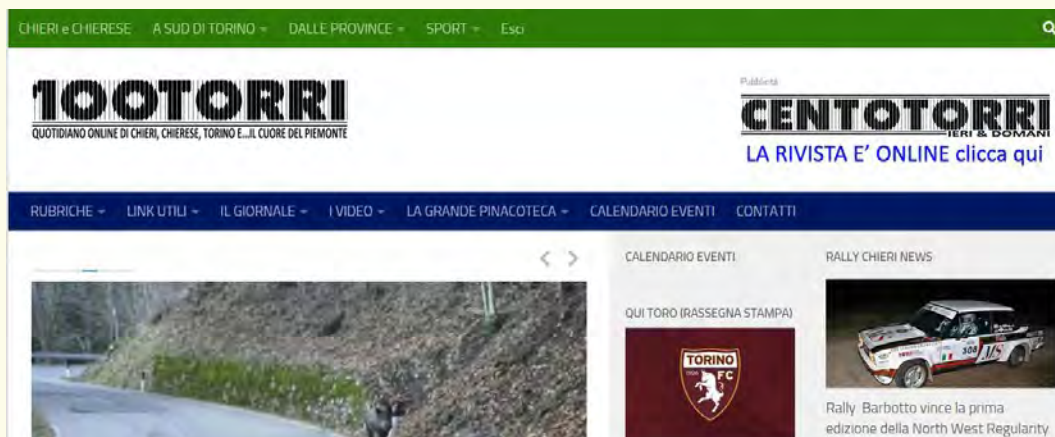 CHIERI e CHIERESE A SUD DI TORINO DALLE PROVINCE SPORT Esci
Pubblicità
100TORRI
QUOTIDIANO ONLINE DI CHIERI, CHIERESE, TORINO E...IL CUORE DEL PIEMONTE
CENTOTORRI
IERI & DOMANI
LA RIVISTA E' ONLINE clicca qui
RUBRICHE LINK UTILI IL GIORNALE I VIDEO LA GRANDE PINACOTECA CALENDARIO EVENTI CONTATTI
CALENDARIO EVENTI
QUI TORO (RASSEGNA STAMPA)
TORINO
FC
RALLY CHIERI NEWS
308
Rally Barbotto vince la prima
edizione della North West Regularity